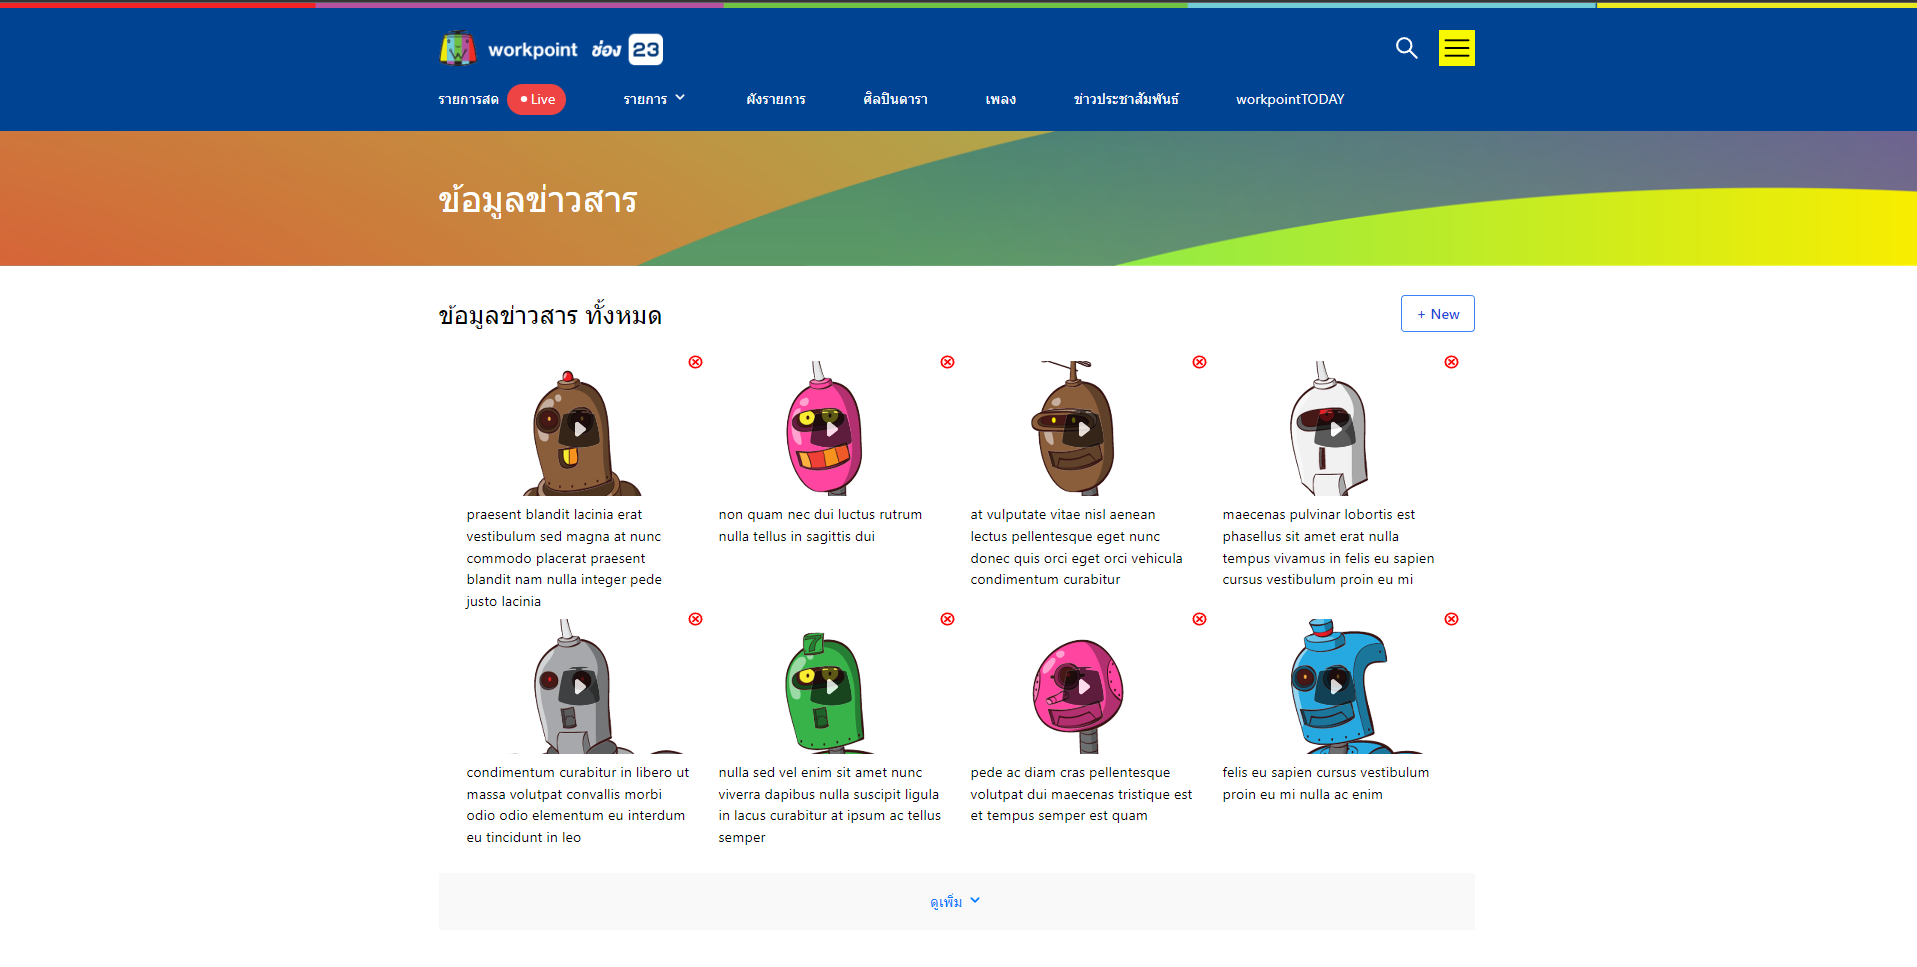 workpoint ช่อง 23
รายการสด Live รายการ ผังรายการ ศิลปินดารา เพลง ข่าวประชาสัมพันธ์ workpointTODAY
ข้อมูลข่าวสาร
ข้อมูลข่าวสาร ทั้งหมด
+ New
praesent blandit lacinia erat
vestibulum sed magna at nunc
commodo placerat praesent
blandit nam nulla integer pede
justo lacinia
non quam nec dui luctus rutrum
nulla tellus in sagittis dui
at vulputate vitae nisl aenean
lectus pellentesque eget nunc
donec quis orci eget orci vehicula
condimentum curabitur
maecenas pulvinar lobortis est
phasellus sit amet erat nulla
tempus vivamus in felis eu sapien
cursus vestibulum proin eu mi
7
condimentum curabitur in libero ut
massa volutpat convallis morbi
odio odio elementum eu interdum
eu tincidunt in leo
nulla sed vel enim sit amet nunc
viverra dapibus nulla suscipit ligula
in lacus curabitur at ipsum ac tellus
semper
pede ac diam cras pellentesque
volutpat dui maecenas tristique est
et tempus semper est quam
felis eu sapien cursus vestibulum
proin eu mi nulla ac enim
ดูเพิ่ม